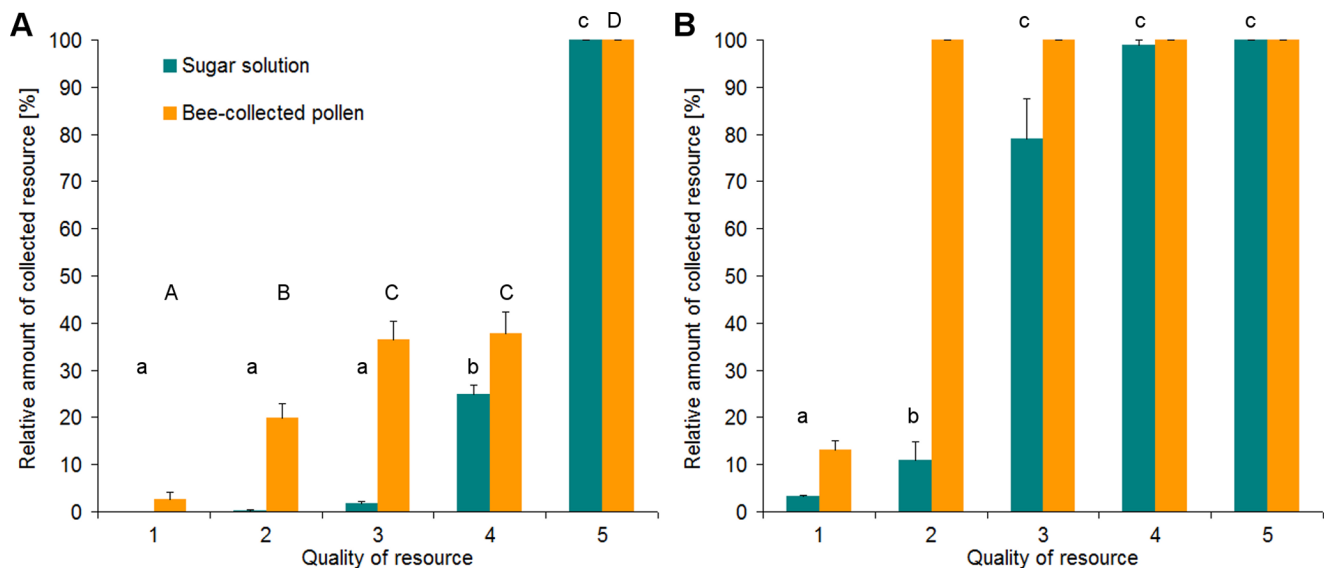 A
c D
100
90
80
70
60
50
40
30
20
10
0
Relative amount of collected resource [%]
Sugar solution
Bee-collected pollen
A B C C
a a a b
1 2 3 4 5
Quality of resource
B
c c c
100
90
80
70
60
50
40
30
20
10
0
Relative amount of collected resource [%]
a b
1 2 3 4 5
Quality of resource